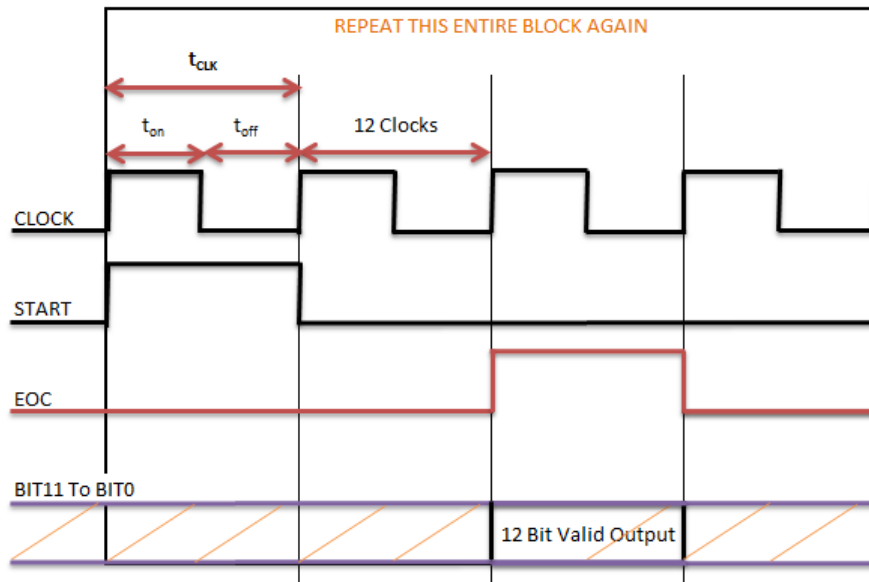 REPEAT THIS ENTIRE BLOCK AGAIN
tCLK
ton
toff
12 Clocks
CLOCK
START
EOC
BIT11 To BIT0
12 Bit Valid Output